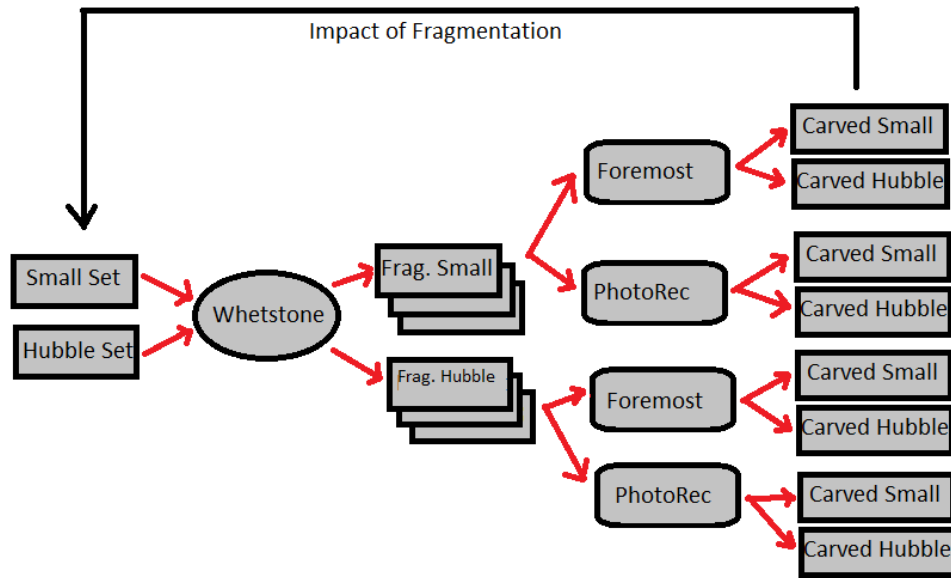 Impact of Fragmentation
Small Set
Hubble Set
Whetstone
Frag. Small
Frag. Hubble
Foremost
PhotoRec
Foremost
PhotoRec
Carved Small
Carved Hubble
Carved Small
Carved Hubble
Carved Small
Carved Hubble
Carved Small
Carved Hubble